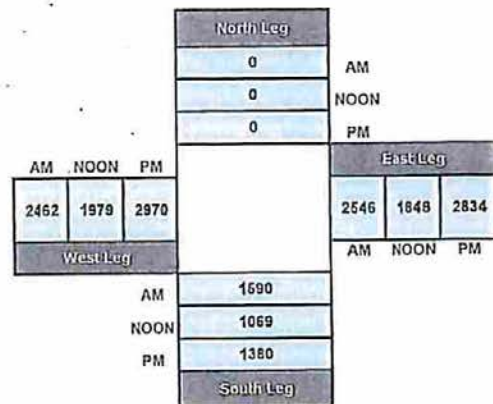 North Leg
0 AM
0 NOON
0 PM
AM NOON PM
East Leg
2462 1979 2970
2546 1848 2834
West Leg
AM NOON PM
AM 1690
NOON 1069
PM 1380
South Leg